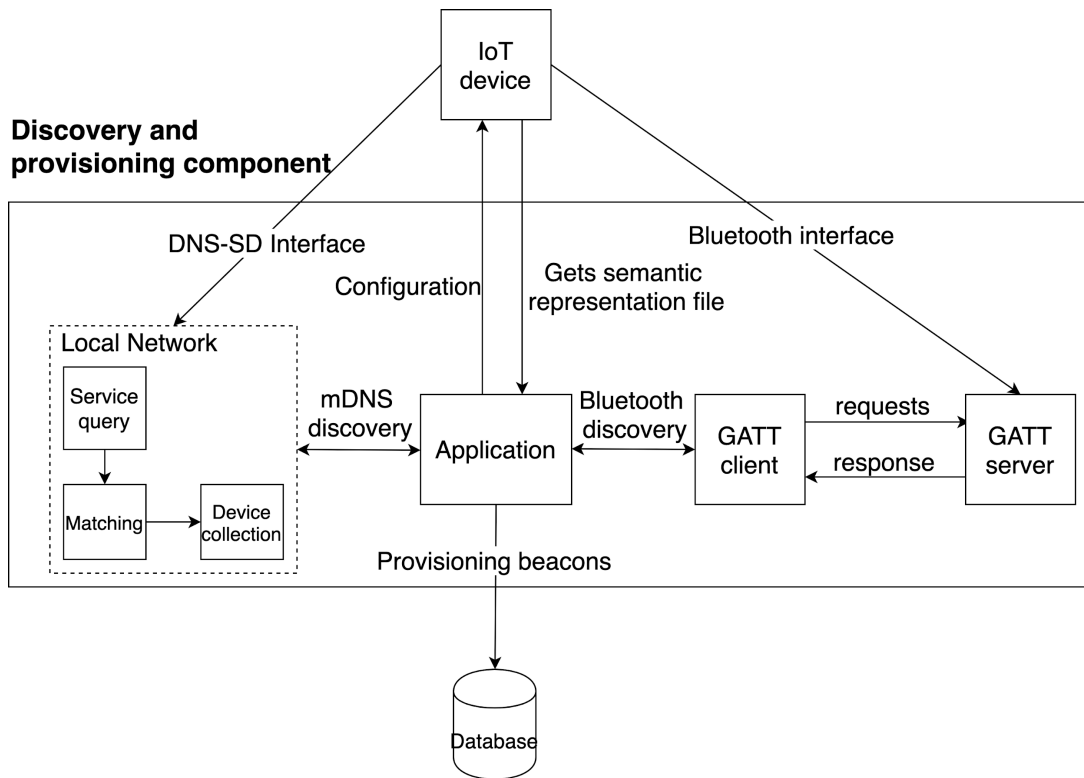 IoT
device
Discovery and
provisioning component
DNS-SD Interface
Bluetooth interface
Configuration
Gets semantic
representation file
Local Network
Service
query
Matching
Device
collection
mDNS
discovery
Application
Bluetooth
discovery
GATT
client
requests
response
GATT
server
Provisioning beacons
Database